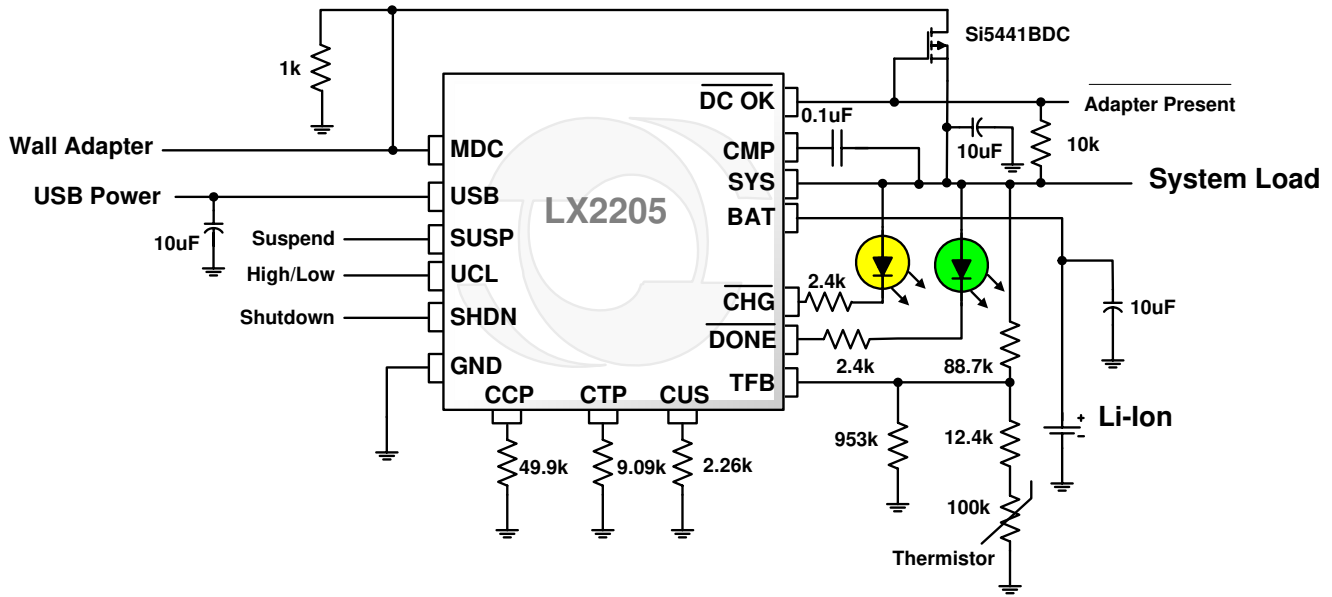 Si5441BDC
1k
DC OK
Adapter Present
0.1uF
Wall Adapter
MDC
CMP
10uF
10k
SYS
System Load
USB Power
USB
LX2205
BAT
10uF
Suspend
SUSP
High/Low
UCL
2.4k
CHG
10uF
Shutdown
SHDN
DONE
GND
2.4k
88.7k
TFB
CCP
CTP
CUS
+
-
Li-Ion
953k
12.4k
49.9k
9.09k
2.26k
100k
Thermistor